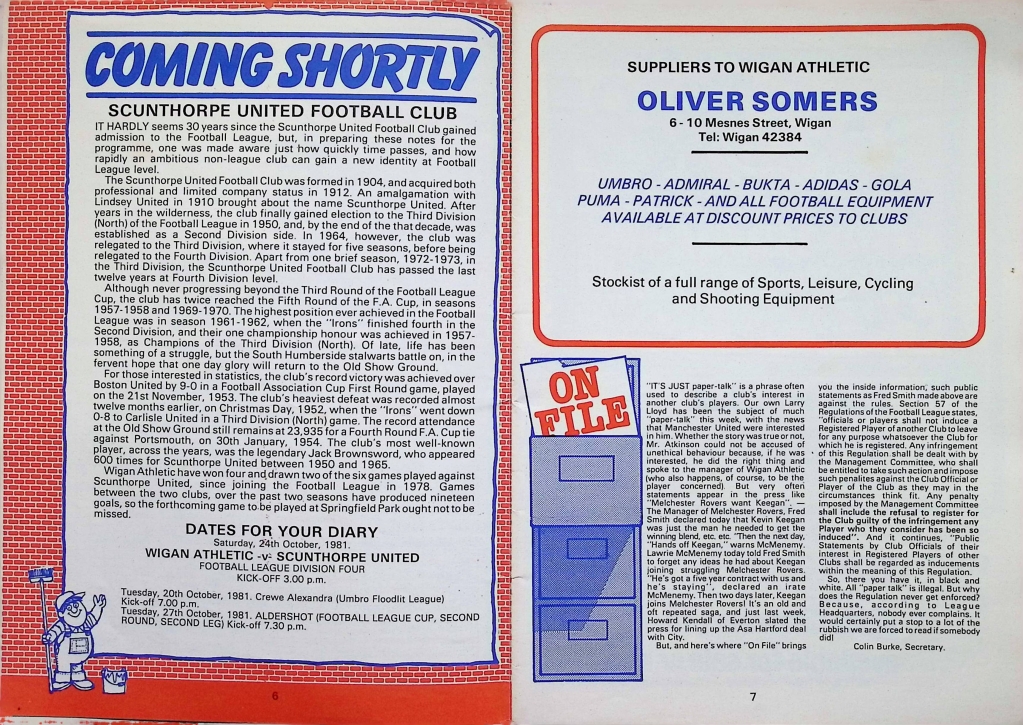 COMING SHORTLY
SCUNTHORPE UNITED FOOTBALL CLUB
IT HARDLY seems 30 years since the Scunthorpe United Football Club gained
admission to the Football League, but, in preparing these notes for the
programme, one was made aware just how quickly time passes, and how
rapidly an ambitious non-league club can gain a new identity at Football
League level.
The Scunthorpe United Football Club was formed in 1904, and acquired both
professional and limited company status in 1912. An amalgamation with
Lindsey United in 1910 brought about the name Scunthorpe United. After
years in the wilderness, the club finally gained election to the Third Division
(North) of the Football League in 1950, and, by the end of the that decade, was
established as a Second Division side. In 1964, however, the club was
relegated to the Third Division, where it stayed for five seasons, before being
relegated to the Fourth Division. Apart from one brief season, 1972-1973, in
the Third Division, the Scunthorpe United Football Club has passed the last
twelve years at Fourth Division level.
Although never progressing beyond the Third Round of the Football League
Cup, the club has twice reached the Fifth Round of the F.A. Cup, in seasons
1957-1958 and 1969-1970. The highest position ever achieved in the Football
League was in season 1961-1962, when the "Irons" finished fourth in the
Second Division, and their one championship honour was achieved in 1957-
1958, as Champions of the Third Division (North). Of late, life has been
something of a struggle, but the South Humberside stalwarts battle on, in the
fervent hope that one day glory will return to the Old Show Ground.
For those interested in statistics, the club's record victory was achieved over
Boston United by 9-0 in a Football Association Cup First Round game, played
on the 21st November, 1953. The club's heaviest defeat was recorded almost
twelve months earlier, on Christmas Day, 1952, when the "Irons" went down
0-8 to Carlisle United in a Third Division (North) game. The record attendance
at the Old Show Ground still remains at 23,935 for a Fourth Round F.A. Cup tie
against Portsmouth, on 30th January, 1954. The club's most well-known
player, across the years, was the legendary Jack Brownsword, who appeared
600 times for Scunthorpe United between 1950 and 1965.
Wigan Athletic have won four and drawn two of the six games played against
Scunthorpe United, since joining the Football League in 1978. Games
between the two clubs, over the past two seasons have produced nineteen
goals, so the forthcoming game to be played at Springfield Park ought not to be
missed.
DATES FOR YOUR DIARY
Saturday, 24th October, 1981.
WIGAN ATHLETIC -v- SCUNTHORPE UNITED
FOOTBALL LEAGUE DIVISION FOUR
KICK-OFF 3.00 p.m.
Tuesday, 20th October, 1981. Crewe Alexandra (Umbro Floodlit League)
Kick-off 7.00 p.m.
Tuesday, 27th October, 1981. ALDERSHOT (FOOTBALL LEAGUE CUP, SECOND
ROUND, SECOND LEG) Kick-off 7.30 p.m.
6
SUPPLIERS TO WIGAN ATHLETIC
OLIVER SOMERS
6 - 10 Mesnes Street, Wigan
Tel: Wigan 42384
UMBRO - ADMIRAL - BUKTA - ADIDAS - GOLA
PUMA - PATRICK - AND ALL FOOTBALL EQUIPMENT
AVAILABLE AT DISCOUNT PRICES TO CLUBS
Stockist of a full range of Sports, Leisure, Cycling
and Shooting Equipment
ON
FILE
"IT'S JUST paper-talk" is a phrase often
used to describe a club's interest in
another club's players. Our own Larry
Lloyd has been the subject of much
"paper-talk" this week, with the news
that Manchester United were interested
in him. Whether the story was true or not,
Mr. Atkinson could not be accused of
unethical behaviour because, if he was
interested, he did the right thing and
spoke to the manager of Wigan Athletic
(who also happens, of course, to be the
player concerned). But very often
statements appear in the press like
"Melchester Rovers want Keegan". —
The Manager of Melchester Rovers, Fred
Smith declared today that Kevin Keegan
was just the man he needed to get the
winning blend, etc. etc. "Then the next day,
"Hands off Keegan," warns McMenemy.
Lawrie McMenemy today told Fred Smith
to forget any ideas he had about Keegan
joining struggling Melchester Rovers.
"He's got a five year contract with us and
he's staying", declared an irate
McMenemy. Then two days later, Keegan
joins Melchester Rovers! It's an old and
oft repeated saga, and just last week,
Howard Kendall of Everton slated the
press for lining up the Asa Hartford deal
with City.
But, and here's where "On File" brings
you the inside information, such public
statements as Fred Smith made above are
against the rules. Section 57 of the
Regulations of the Football League states,
"officials or players shall not induce a
Registered Player of another Club to leave
for any purpose whatsoever the Club for
which he is registered. Any infringement
of this Regulation shall be dealt with by
the Management Committee, who shall
be entitled to take such action and impose
such penalties against the Club Official or
Player of the Club as they may in the
circumstances think fit. Any penalty
imposed by the Management Committee
shall include the refusal to register for
the Club guilty of the infringement any
Player who they consider has been so
induced". And it continues, "Public
Statements by Club Officials of their
interest in Registered Players of other
Clubs shall be regarded as inducements
within the meaning of this Regulation.
So, there you have it, in black and
white. All "paper talk" is illegal. But why
does the Regulation never get enforced?
Because, according to League
Headquarters, nobody ever complains. It
would certainly put a stop to a lot of the
rubbish we are forced to read if somebody
did!
Colin Burke, Secretary.
7